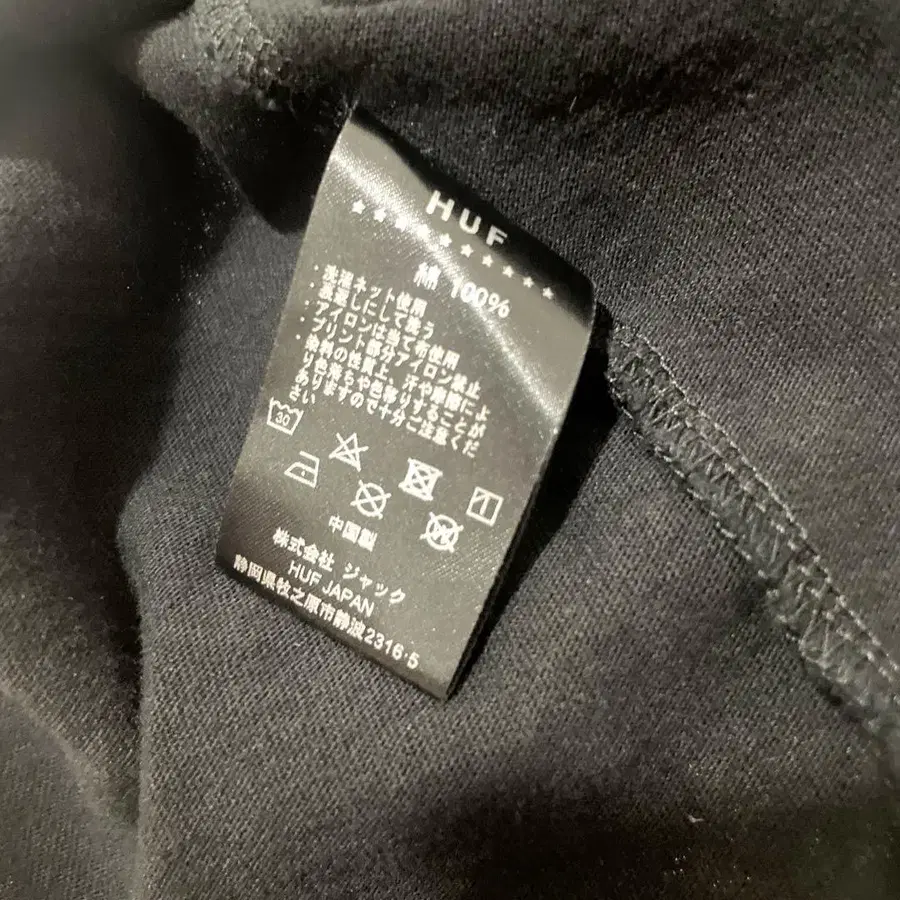 HUF
★★★★★★★★★★
綿 100%
・洗濯ネット使用
・裏返しにして洗う
・アイロンは当て布使用
・プリント部分アイロン禁止
・染料の性質上、汗や摩擦によ
り色落ちや色移りすることが
ありますので十分ご注意くだ
さい
30
中国製
株式会社 ジャック
HUF JAPAN
静岡県牧之原市静波2316-5